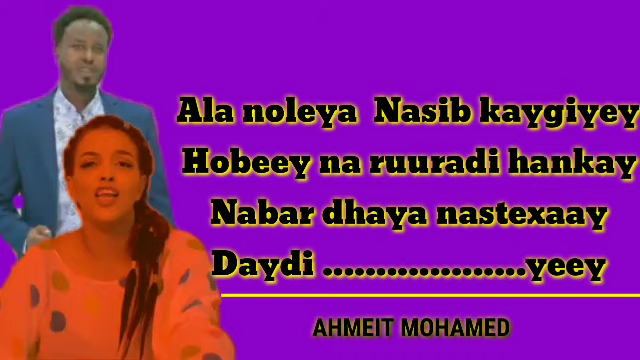 Ala noleya Nasib kaygiyey
Hobeey na ruuradi hankay
Nabar dhaya nastexaay
Daydi ...................yeey
AHMEIT MOHAMED